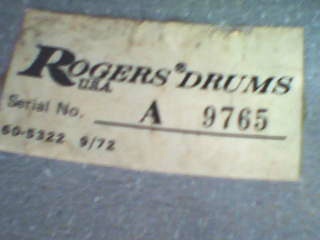 ROGERS® DRUMS
U.S.A.
Serial No. A 9765
60-5322 9/72